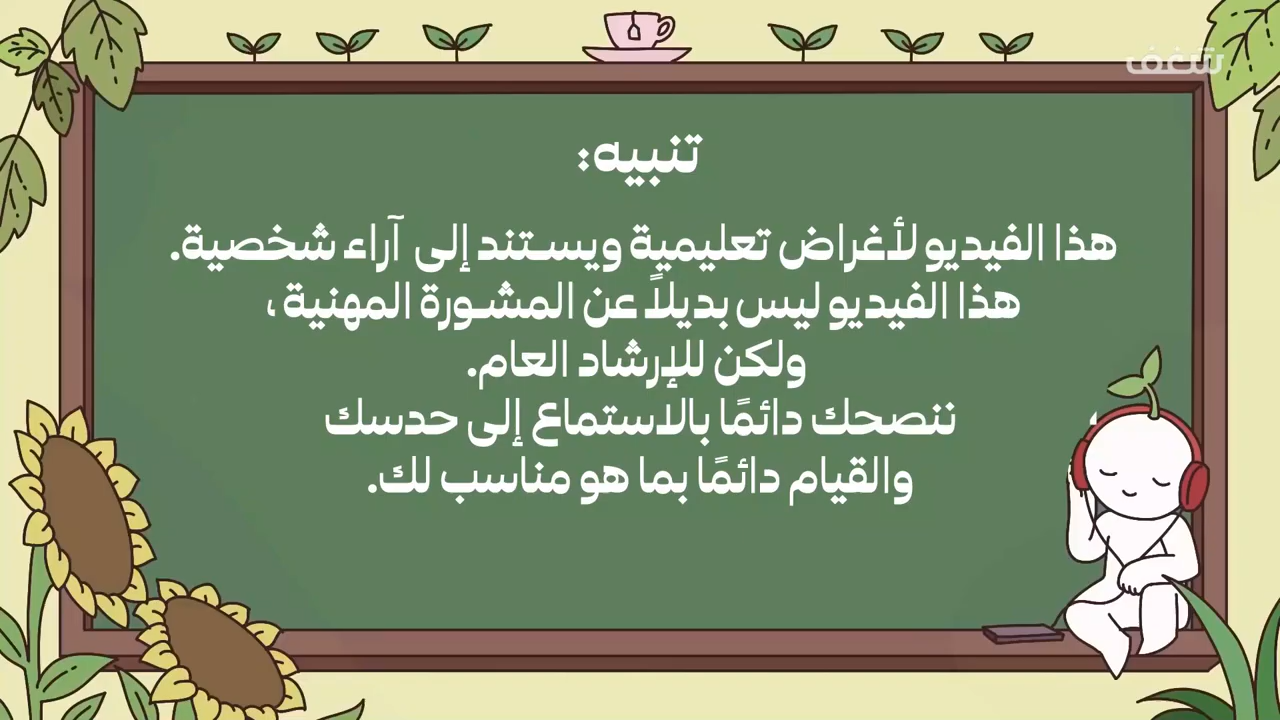 شغف
تنبيه:
هذا الفيديو لأغراض تعليمية ويستند إلى آراء شخصية.
هذا الفيديو ليس بديلاً عن المشورة المهنية،
ولكن للإرشاد العام.
ننصحك دائمًا بالاستماع إلى حدسك
والقيام دائمًا بما هو مناسب لك.